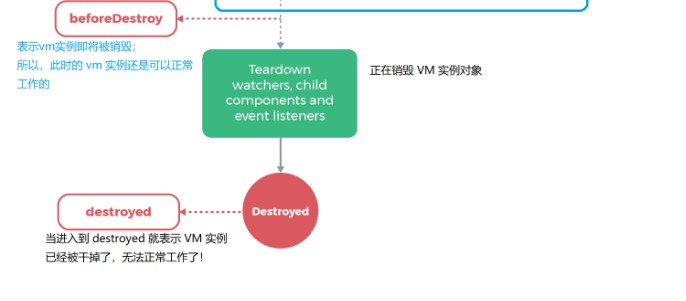 beforeDestroy
表示vm实例即将被销毁;
所以，此时的 vm 实例还是可以正常
工作的
Teardown
watchers, child
components and
event listeners
正在销毁 VM 实例对象
destroyed
Destroyed
当进入到 destroyed 就表示 VM 实例
已经被干掉了，无法正常工作了！